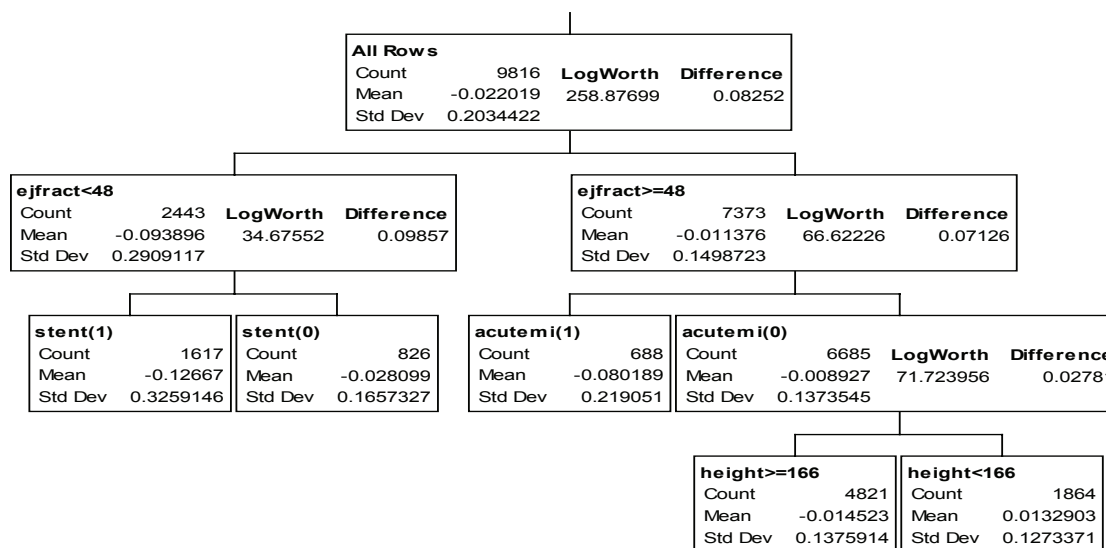 All Rows
Count 9816 LogWorth Difference
Mean -0.022019 258.87699 0.08252
Std Dev 0.2034422
ejfract<48
Count 2443 LogWorth Difference
Mean -0.093896 34.67552 0.09857
Std Dev 0.2909117
ejfract>=48
Count 7373 LogWorth Difference
Mean -0.011376 66.62226 0.07126
Std Dev 0.1498723
stent(1)
Count 1617
Mean -0.12667
Std Dev 0.3259146
stent(0)
Count 826
Mean -0.028099
Std Dev 0.1657327
acutemi(1)
Count 688
Mean -0.080189
Std Dev 0.219051
acutemi(0)
Count 6685 LogWorth Difference
Mean -0.008927 71.723956 0.0278
Std Dev 0.1373545
height>=166
Count 4821
Mean -0.014523
Std Dev 0.1375914
height<166
Count 1864
Mean 0.0132903
Std Dev 0.1273371